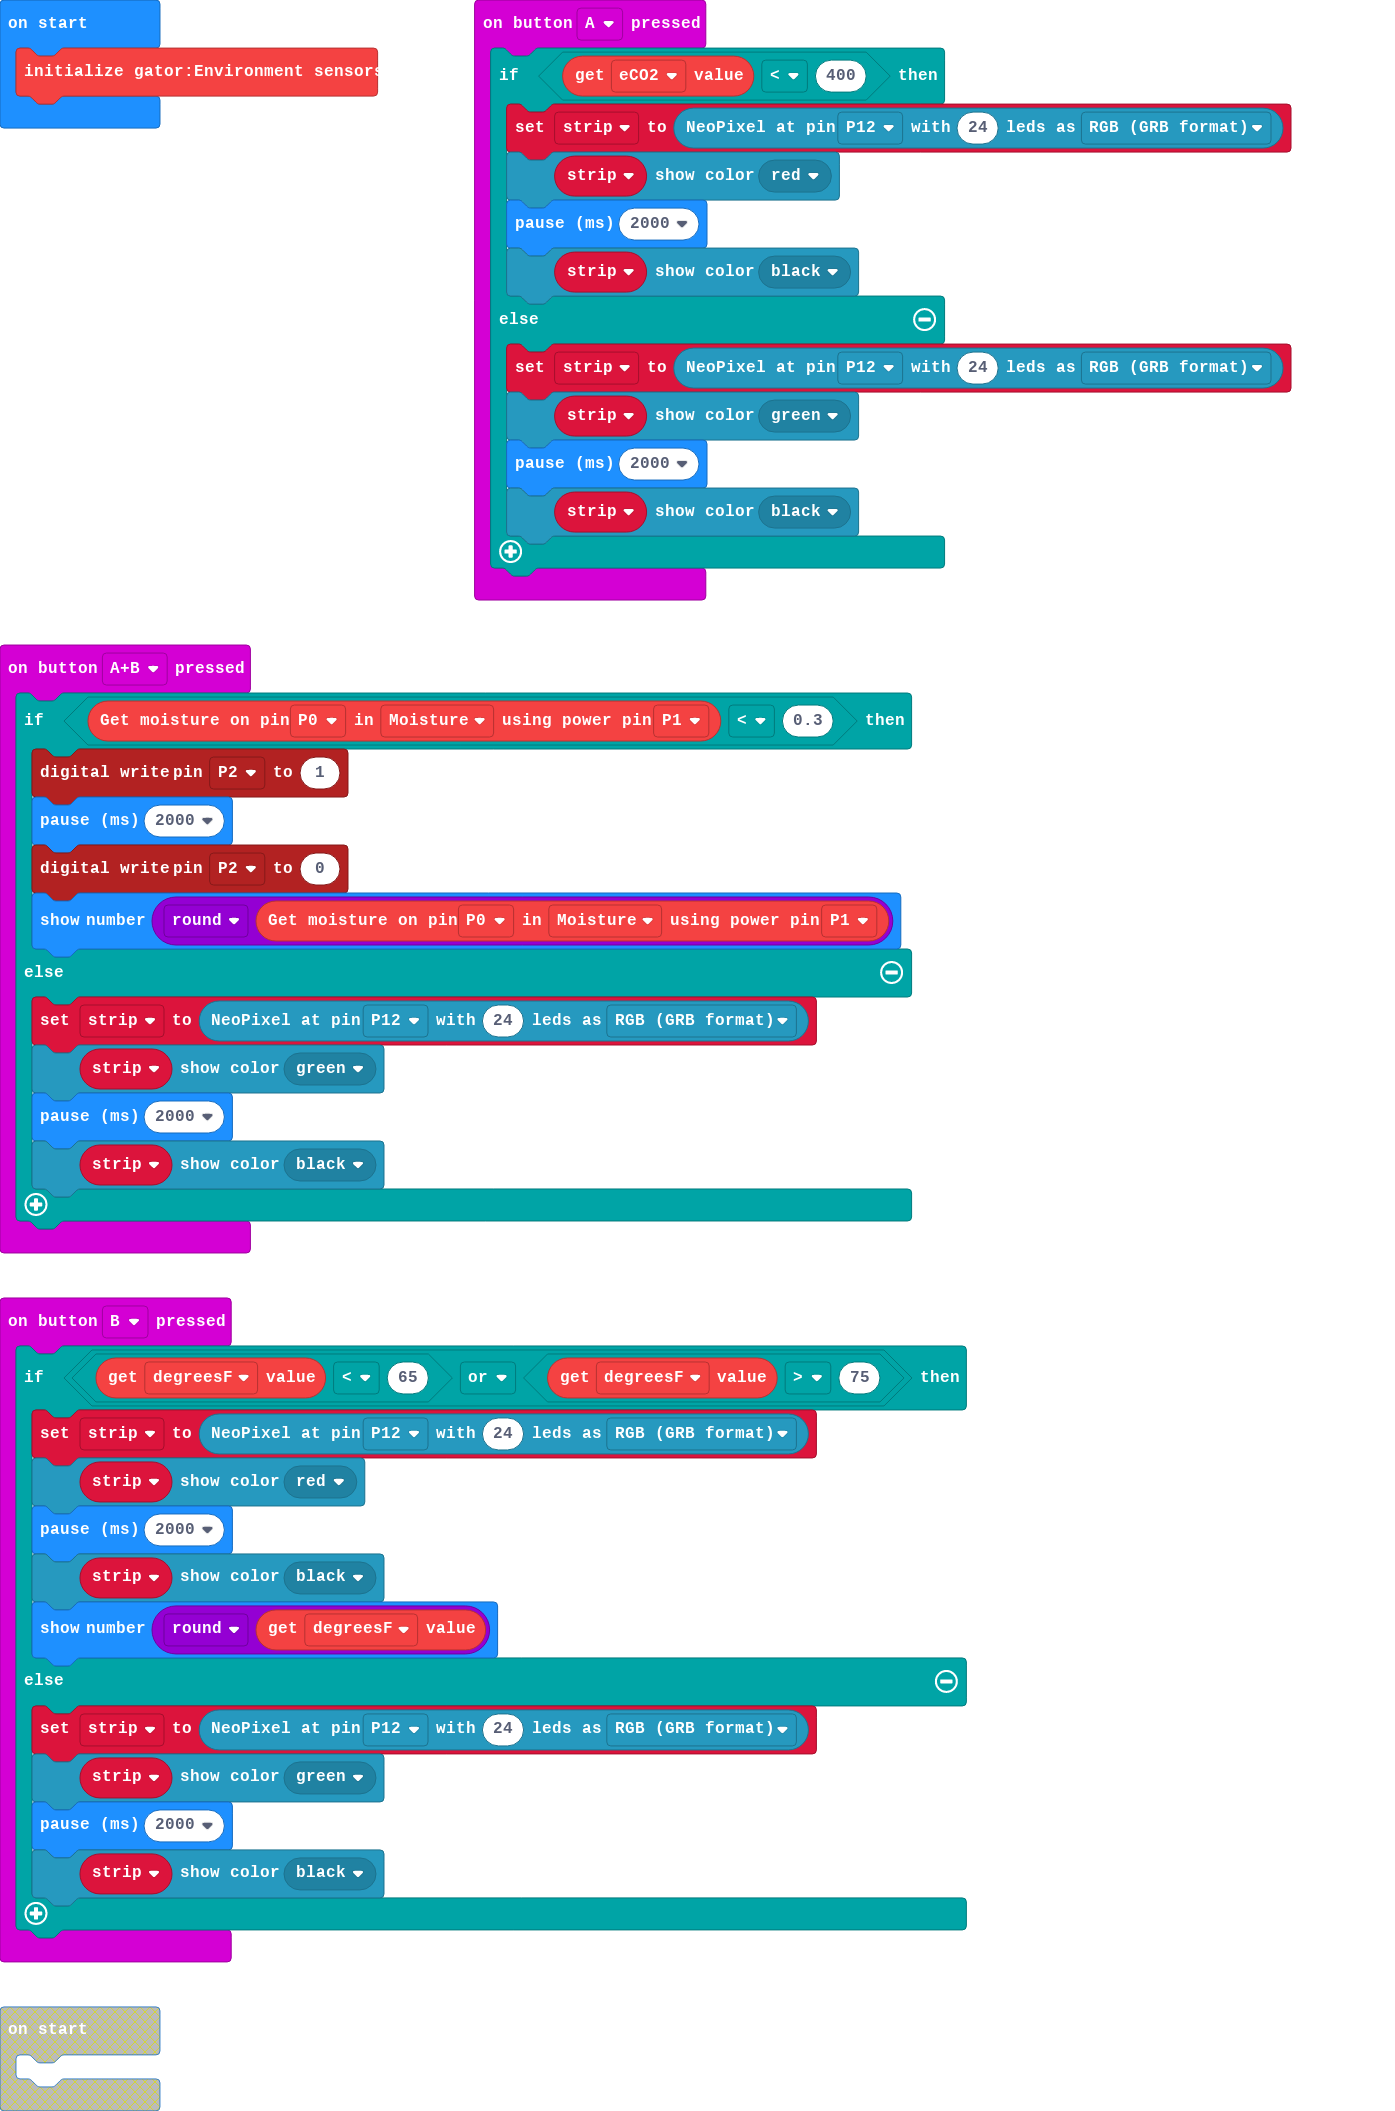 on start
initialize gator:Environment sensors
on button A pressed
if get eCO2 value < 400 then
set strip to NeoPixel at pin P12 with 24 leds as RGB (GRB format)
strip show color red
pause (ms) 2000
strip show color black
else
set strip to NeoPixel at pin P12 with 24 leds as RGB (GRB format)
strip show color green
pause (ms) 2000
strip show color black
on button A+B pressed
if Get moisture on pin P0 in Moisture using power pin P1 < 0.3 then
digital write pin P2 to 1
pause (ms) 2000
digital write pin P2 to 0
show number round Get moisture on pin P0 in Moisture using power pin P1
else
set strip to NeoPixel at pin P12 with 24 leds as RGB (GRB format)
strip show color green
pause (ms) 2000
strip show color black
on button B pressed
if get degreesF value < 65 or get degreesF value > 75 then
set strip to NeoPixel at pin P12 with 24 leds as RGB (GRB format)
strip show color red
pause (ms) 2000
strip show color black
show number round get degreesF value
else
set strip to NeoPixel at pin P12 with 24 leds as RGB (GRB format)
strip show color green
pause (ms) 2000
strip show color black
on start